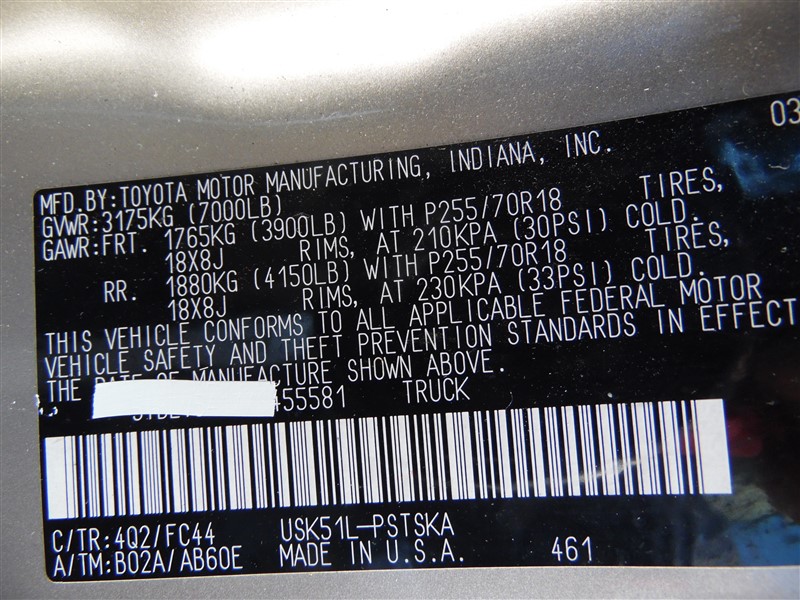 03
MFD.BY:TOYOTA MOTOR MANUFACTURING, INDIANA, INC.
GVWR:3175KG (7000LB)
GAWR:FRT. 1765KG (3900LB) WITH P255/70R18 TIRES,
18X8J RIMS, AT 210KPA (30PSI) COLD.
RR. 1880KG (4150LB) WITH P255/70R18 TIRES,
18X8J RIMS, AT 230KPA (33PSI) COLD.
THIS VEHICLE CONFORMS TO ALL APPLICABLE FEDERAL MOTOR
VEHICLE SAFETY AND THEFT PREVENTION STANDARDS IN EFFECT
THE DATE OF MANUFACTURE SHOWN ABOVE.
455581 TRUCK
C/TR:4Q2/FC44 USK51L-PSTSKA
A/TM:B02A/AB60E MADE IN U.S.A. 461